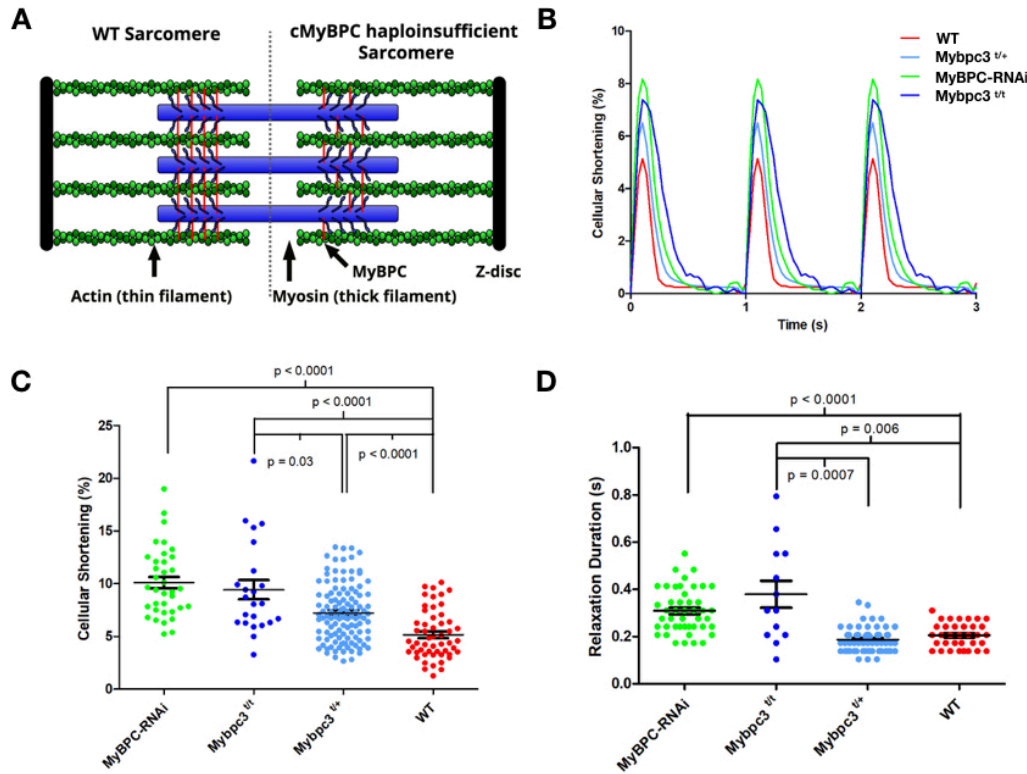 A
WT Sarcomere
cMyBPC haploinsufficient
Sarcomere
MyBPC
Z-disc
Actin (thin filament)
Myosin (thick filament)
B
Cellular Shortening (%)
10
8
6
4
2
0
0
1
2
3
Time (s)
WT
Mybpc3 t/+
MyBPC-RNAi
Mybpc3 t/t
C
p < 0.0001
p < 0.0001
p = 0.03
p < 0.0001
Cellular Shortening (%)
25
20
15
10
5
0
MyBPC-RNAi
Mybpc3 t/t
Mybpc3 t/+
WT
D
p < 0.0001
p = 0.006
p = 0.0007
Relaxation Duration (s)
1.0
0.8
0.6
0.4
0.2
0.0
MyBPC-RNAi
Mybpc3 t/t
Mybpc3 t/+
WT